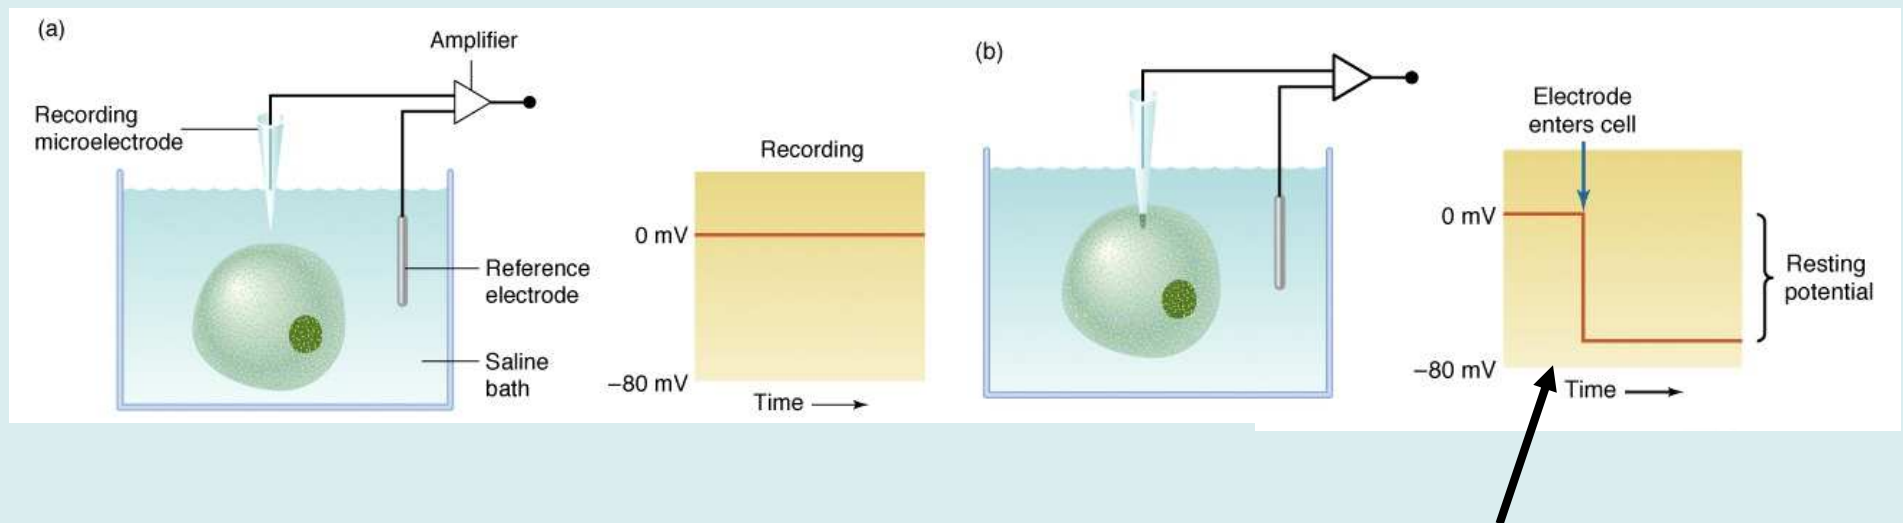 (a)
Amplifier
Recording
microelectrode
Reference
electrode
Saline
bath
Recording
0 mV
–80 mV
Time
(b)
Electrode
enters cell
0 mV
–80 mV
Time
Resting
potential